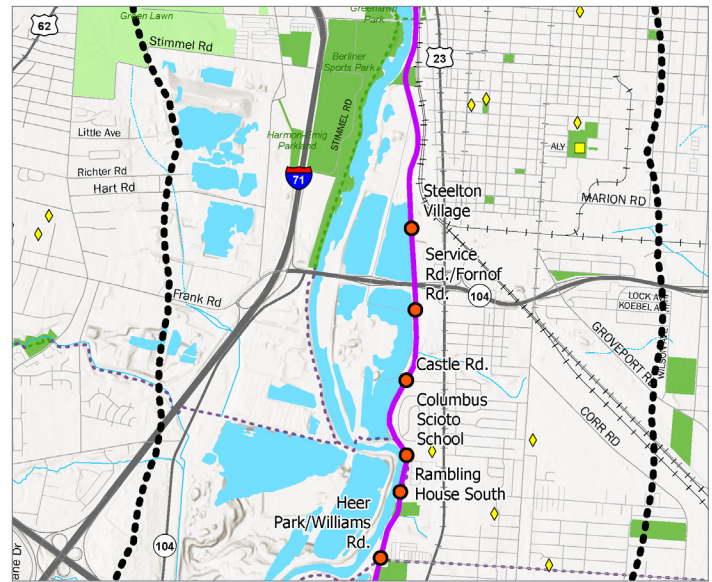 Green Lawn
Greenlawn
Park
62
Stimmel Rd
23
Berliner
Sports Park
STIMMEL RD
Little Ave
Harmon-Emig
Parkland
ALY
Richter Rd
71
Hart Rd
Steelton
Village
MARION RD
Service
Rd./Fornof
Rd.
Frank Rd
104
LOCK AVE
KOEBEL AVE
GROVEPORT RD
WILSON AVE
Castle Rd.
Columbus
Scioto
School
CORR RD
Rambling
House South
Heer
Park/Williams
Rd.
104
ane Dr